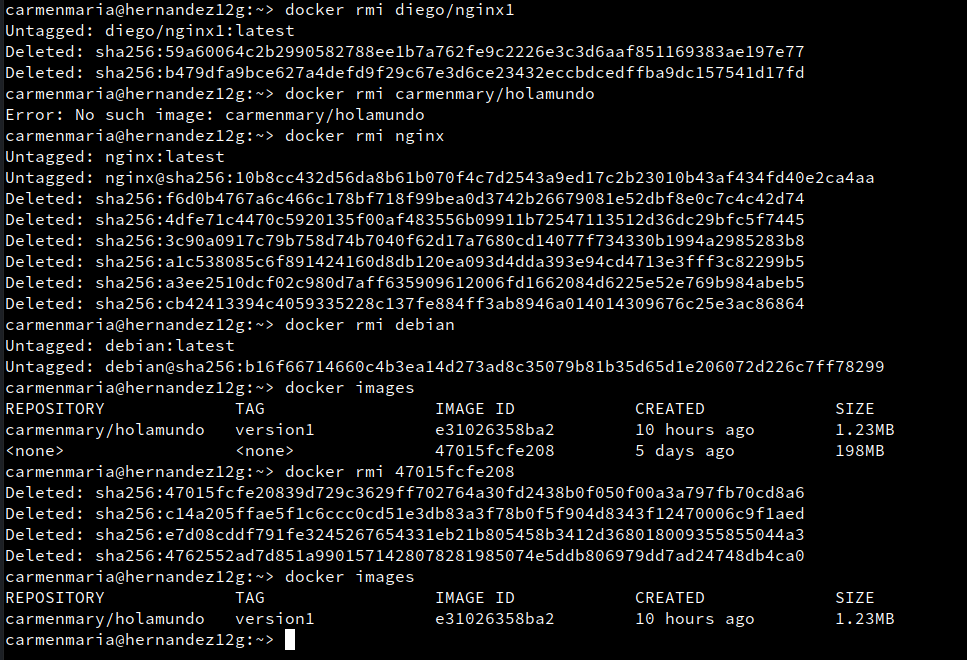 carmenmaria@hernandez12g:~> docker rmi diego/nginx1
Untagged: diego/nginx1:latest
Deleted: sha256:59a60064c2b2990582788ee1b7a762fe9c2226e3c3d6aaf851169383ae197e77
Deleted: sha256:b479dfa9bce627a4defd9f29c67e3d6ce23432eccbdcedffba9dc157541d17fd
carmenmaria@hernandez12g:~> docker rmi carmenmary/holamundo
Error: No such image: carmenmary/holamundo
carmenmaria@hernandez12g:~> docker rmi nginx
Untagged: nginx:latest
Untagged: nginx@sha256:10b8cc432d56da8b61b070f4c7d2543a9ed17c2b23010b43af434fd40e2ca4aa
Deleted: sha256:f6d0b4767a6c466c178bf718f99bea0d3742b26679081e52dbf8e0c7c4c42d74
Deleted: sha256:4dfe71c4470c5920135f00af483556b09911b72547113512d36dc29bfc5f7445
Deleted: sha256:3c90a0917c79b758d74b7040f62d17a7680cd14077f734330b1994a2985283b8
Deleted: sha256:a1c538085c6f891424160d8db120ea093d4dda393e94cd4713e3fff3c82299b5
Deleted: sha256:a3ee2510dcf02c980d7aff635909612006fd1662084d6225e52e769b984abeb5
Deleted: sha256:cb42413394c4059335228c137fe884ff3ab8946a014014309676c25e3ac86864
carmenmaria@hernandez12g:~> docker rmi debian
Untagged: debian:latest
Untagged: debian@sha256:b16f66714660c4b3ea14d273ad8c35079b81b35d65d1e206072d226c7ff78299
carmenmaria@hernandez12g:~> docker images
REPOSITORY TAG IMAGE ID CREATED SIZE
carmenmary/holamundo version1 e31026358ba2 10 hours ago 1.23MB
<none> <none> 47015fcfe208 5 days ago 198MB
carmenmaria@hernandez12g:~> docker rmi 47015fcfe208
Deleted: sha256:47015fcfe20839d729c3629ff702764a30fd2438b0f050f00a3a797fb70cd8a6
Deleted: sha256:c14a205ffae5f1c6ccc0cd51e3db83a3f78b0f5f904d8343f12470006c9f1aed
Deleted: sha256:e7d08cddf791fe3245267654331eb21b805458b3412d368018009355855044a3
Deleted: sha256:4762552ad7d851a9901571428078281985074e5ddb806979dd7ad24748db4ca0
carmenmaria@hernandez12g:~> docker images
REPOSITORY TAG IMAGE ID CREATED SIZE
carmenmary/holamundo version1 e31026358ba2 10 hours ago 1.23MB
carmenmaria@hernandez12g:~>